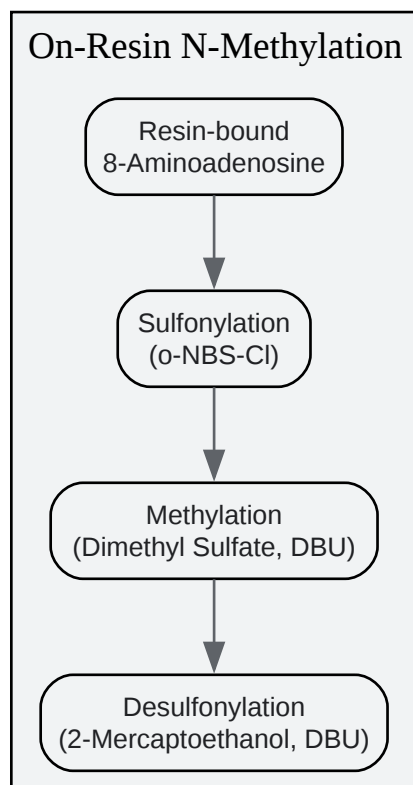 On-Resin N-Methylation
Resin-bound
8-Aminoadenosine
Sulfonylation
(o-NBS-Cl)
Methylation
(Dimethyl Sulfate, DBU)
Desulfonylation
(2-Mercaptoethanol, DBU)